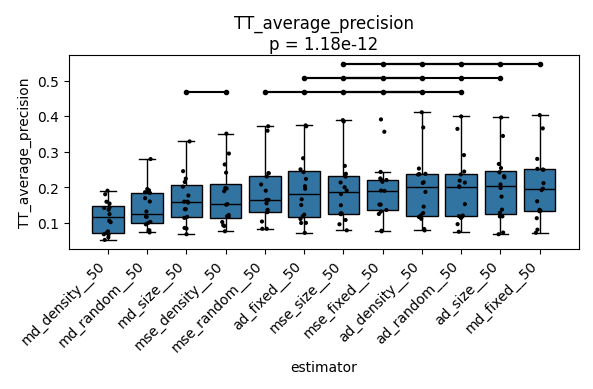 TT_average_precision
p = 1.18e-12
TT_average_precision
0.5
0.4
0.3
0.2
0.1
md_density__50
md_random__50
md_size__50
mse_density__50
mse_random__50
ad_fixed__50
mse_size__50
mse_fixed__50
ad_density__50
ad_random__50
ad_size__50
md_fixed__50
estimator